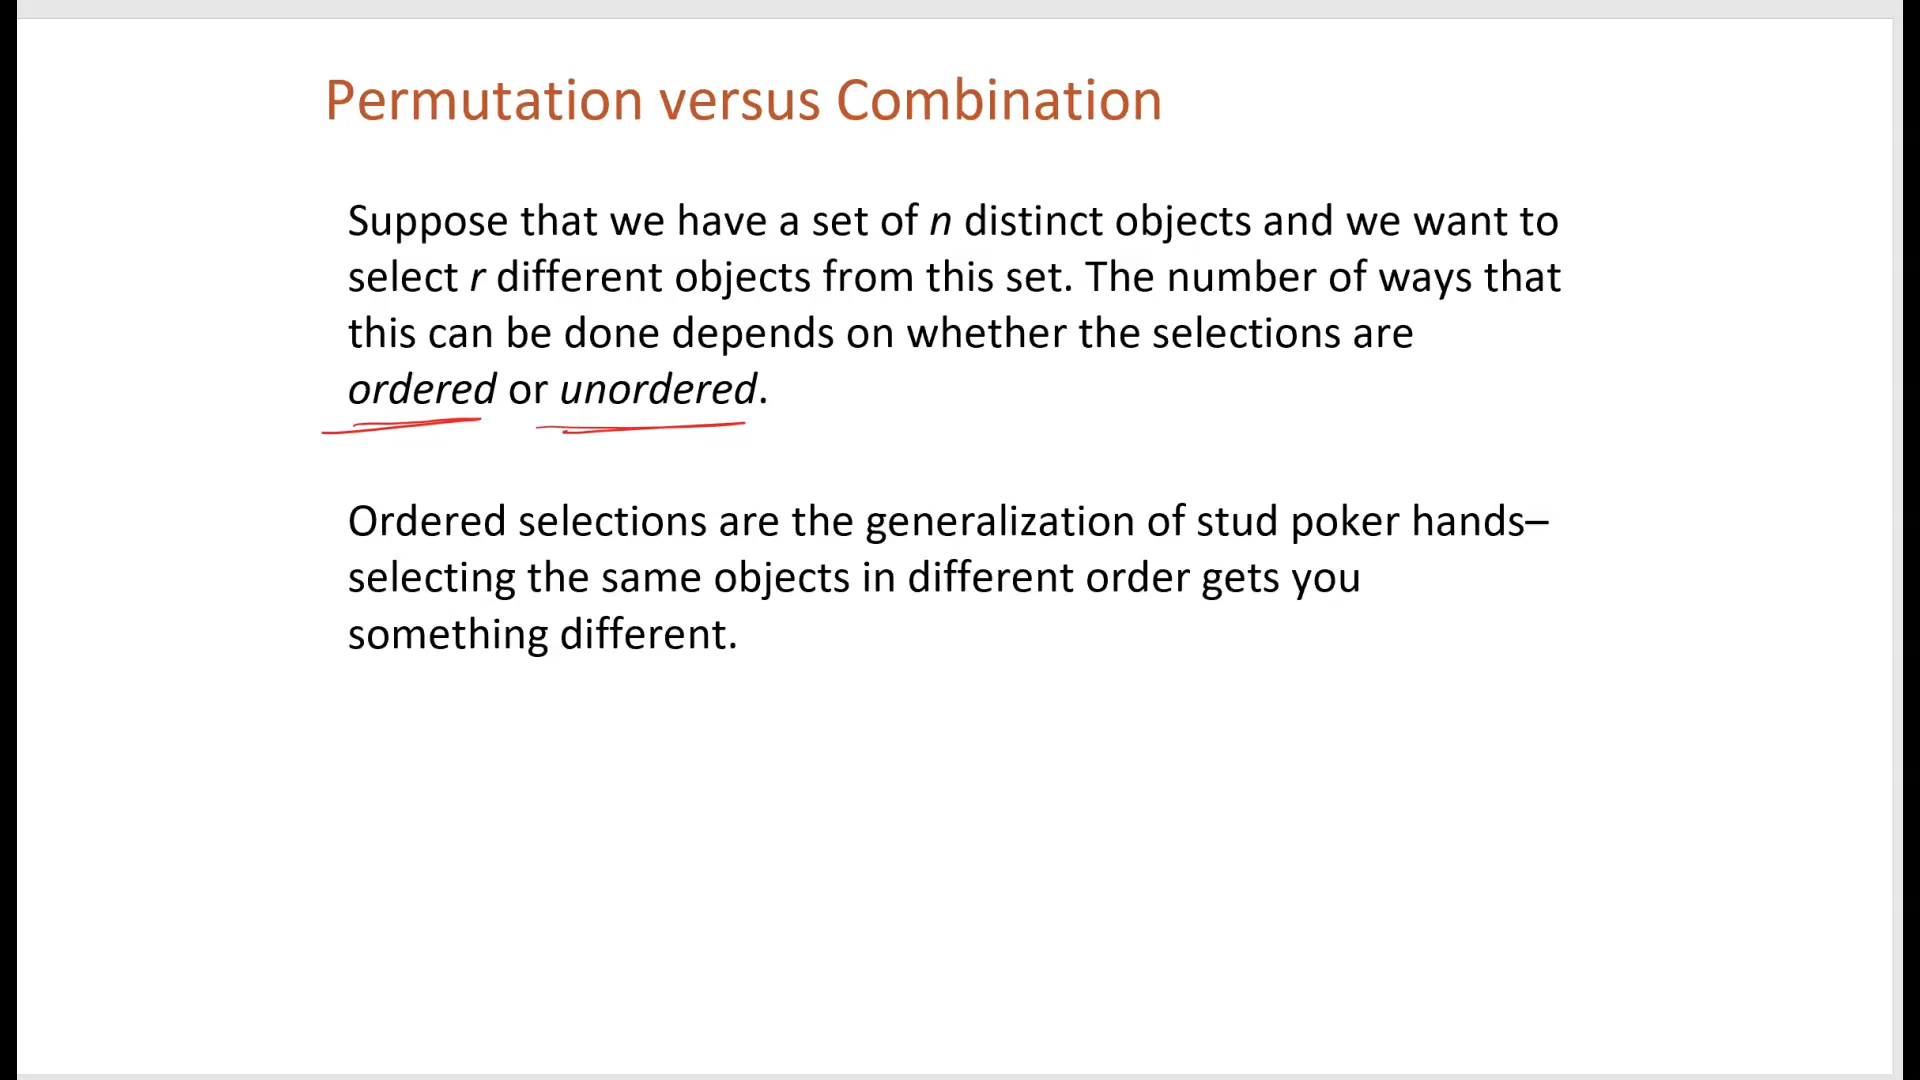 Permutation versus Combination
Suppose that we have a set of n distinct objects and we want to
select r different objects from this set. The number of ways that
this can be done depends on whether the selections are
ordered or unordered.
Ordered selections are the generalization of stud poker hands–
selecting the same objects in different order gets you
something different.